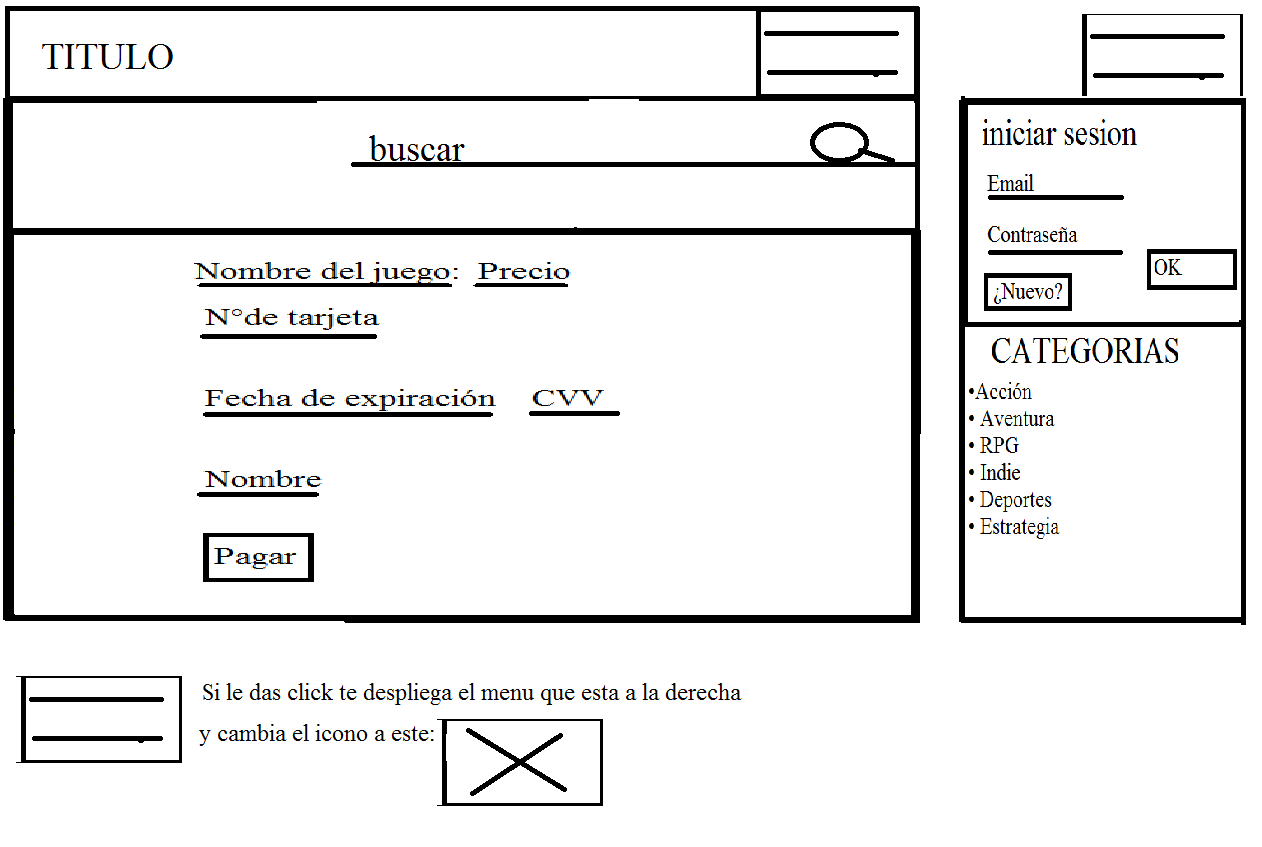 TITULO
buscar
Nombre del juego: Precio
N°de tarjeta
Fecha de expiración CVV
Nombre
Pagar
iniciar sesion
Email
Contraseña
OK
¿Nuevo?
CATEGORIAS
•Acción
• Aventura
• RPG
• Indie
• Deportes
• Estrategia
Si le das click te despliega el menu que esta a la derecha
y cambia el icono a este: